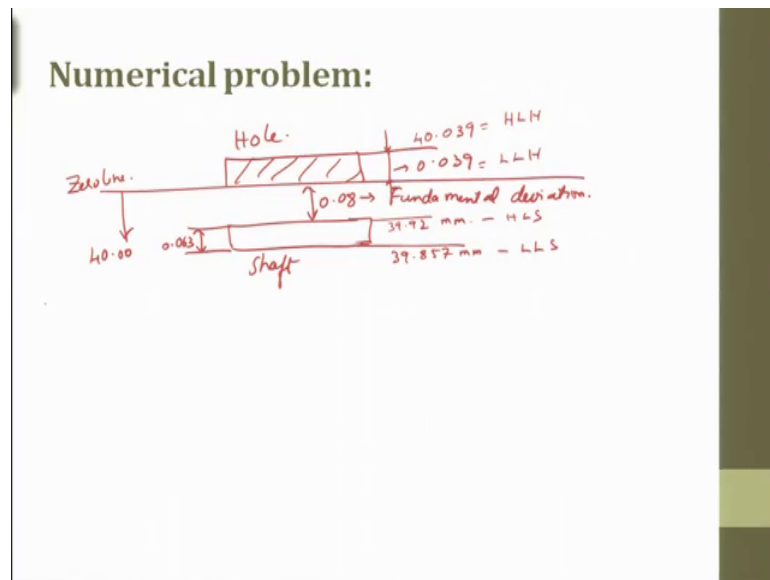 Numerical problem:
Hole.
40.039 = HLH
→ 0.039 = LLH
Zero line.
0.08 → Fundamental deviation.
40.00
0.063
39.92 mm. - HLS
39.857 mm - LLS
Shaft